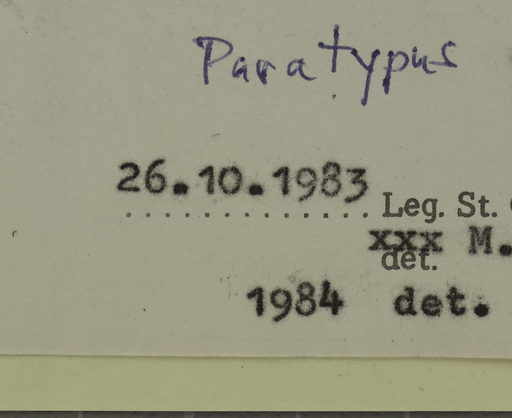 Paratypus
26.10.1983 Leg. St.
xxx M.
det.
1984 det.